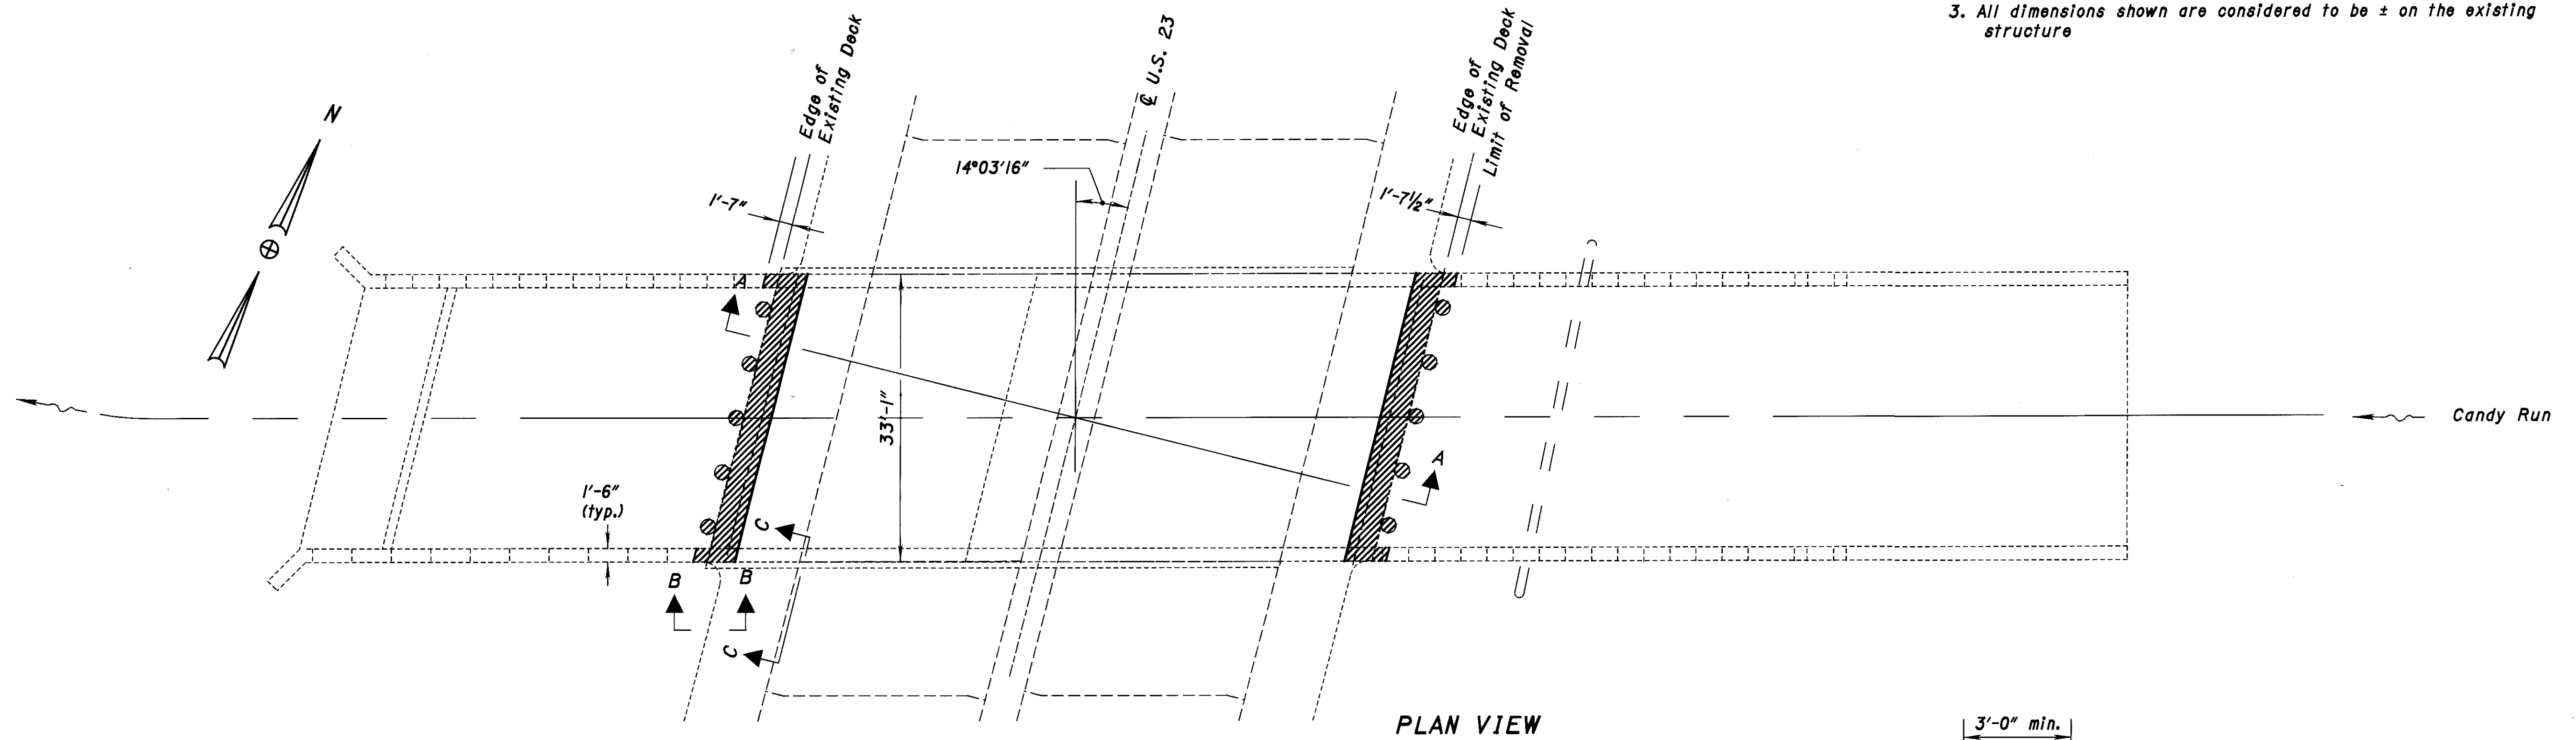 3. All dimensions shown are considered to be ± on the existing
structure
N
Edge of
Existing Deck
℄ U.S. 23
Edge of
Existing Deck
Limit of Removal
14°03'16"
1'-7"
1'-7½"
A
33'-1"
Candy Run
A
1'-6"
(typ.)
C
B
B
C
PLAN VIEW
3'-0" min.